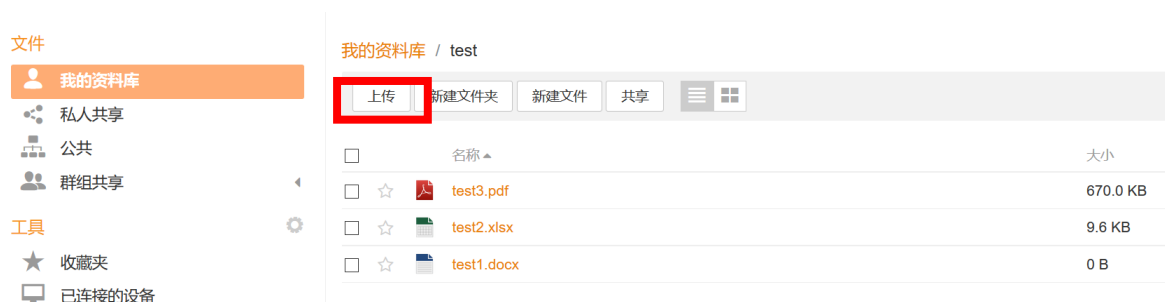 文件
我的资料库
私人共享
公共
群组共享
工具
收藏夹
已连接的设备
我的资料库 / test
上传 新建文件夹 新建文件 共享
名称 大小
test3.pdf 670.0 KB
test2.xlsx 9.6 KB
test1.docx 0 B